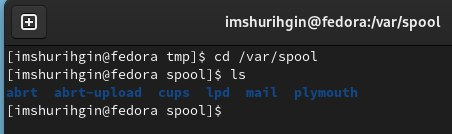 imshurihgin@fedora:/var/spool
[imshurihgin@fedora tmp]$ cd /var/spool
[imshurihgin@fedora spool]$ ls
abrt  abrt-upload  cups  lpd  mail  plymouth
[imshurihgin@fedora spool]$